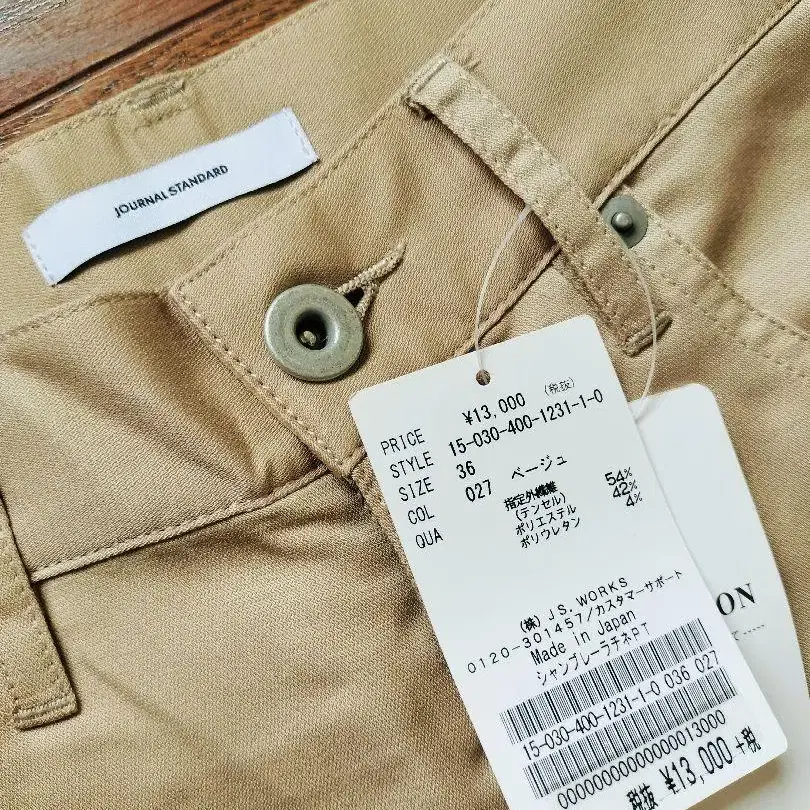 JOURNAL STANDARD
PRICE ¥13,000 (税抜)
STYLE 15-030-400-1231-1-0
SIZE 36
COL 027 ベージュ
QUA 指定外繊維 54%
(テンセル)
ポリエステル 42%
ポリウレタン 4%
(株) J.S. WORKS
0120-301457/カスタマーサポート
Made in Japan
シャンブレーラチネPT
15-030-400-1231-1-0 036 027
0000000000000013000
税抜 ¥13,000+税
ON
て